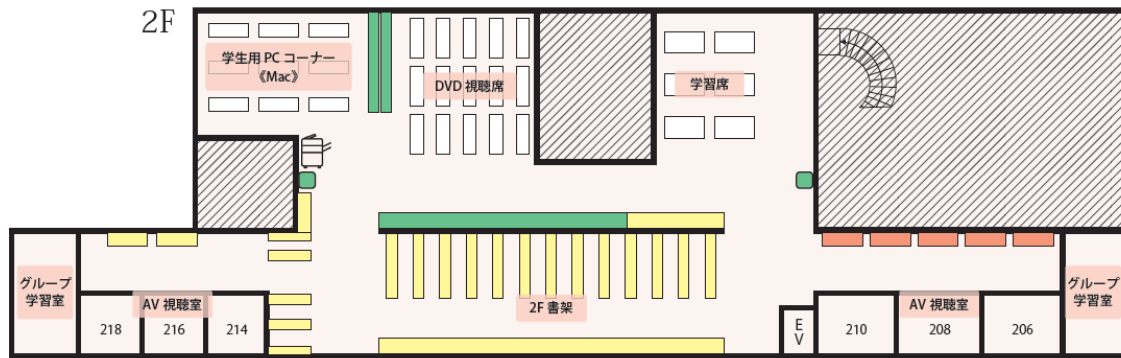 2F
学生用 PC コーナー
《Mac》
DVD 視聴席
学習席
グループ
学習室
AV 視聴室
218
216
214
2F 書架
EV
210
AV 視聴室
208
206
グループ
学習室